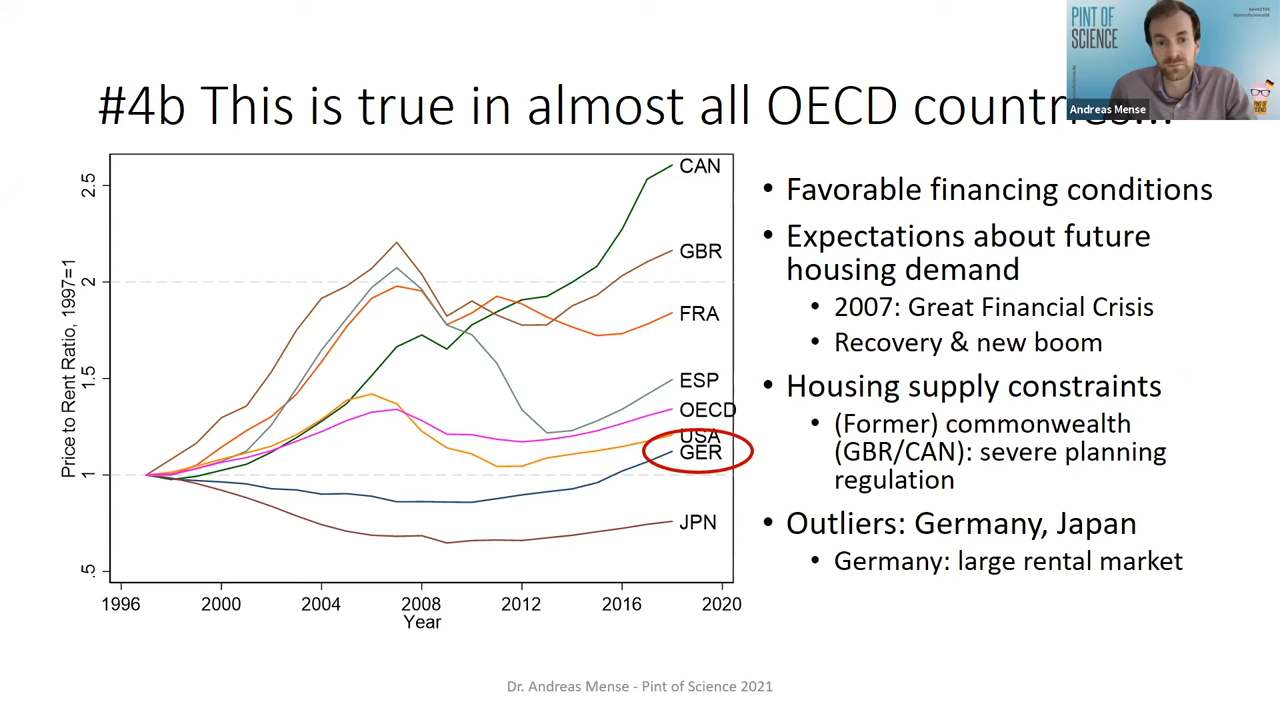 PINT OF
SCIENCE
Andreas Mense
#4b This is true in almost all OECD countries...
Price to Rent Ratio, 1997=1
2.5
2
1.5
1
.5
CAN
GBR
FRA
ESP
OECD
USA
GER
JPN
1996 2000 2004 2008 2012 2016 2020
Year
• Favorable financing conditions
• Expectations about future
housing demand
• 2007: Great Financial Crisis
• Recovery & new boom
• Housing supply constraints
• (Former) commonwealth
(GBR/CAN): severe planning
regulation
• Outliers: Germany, Japan
• Germany: large rental market
Dr. Andreas Mense - Pint of Science 2021